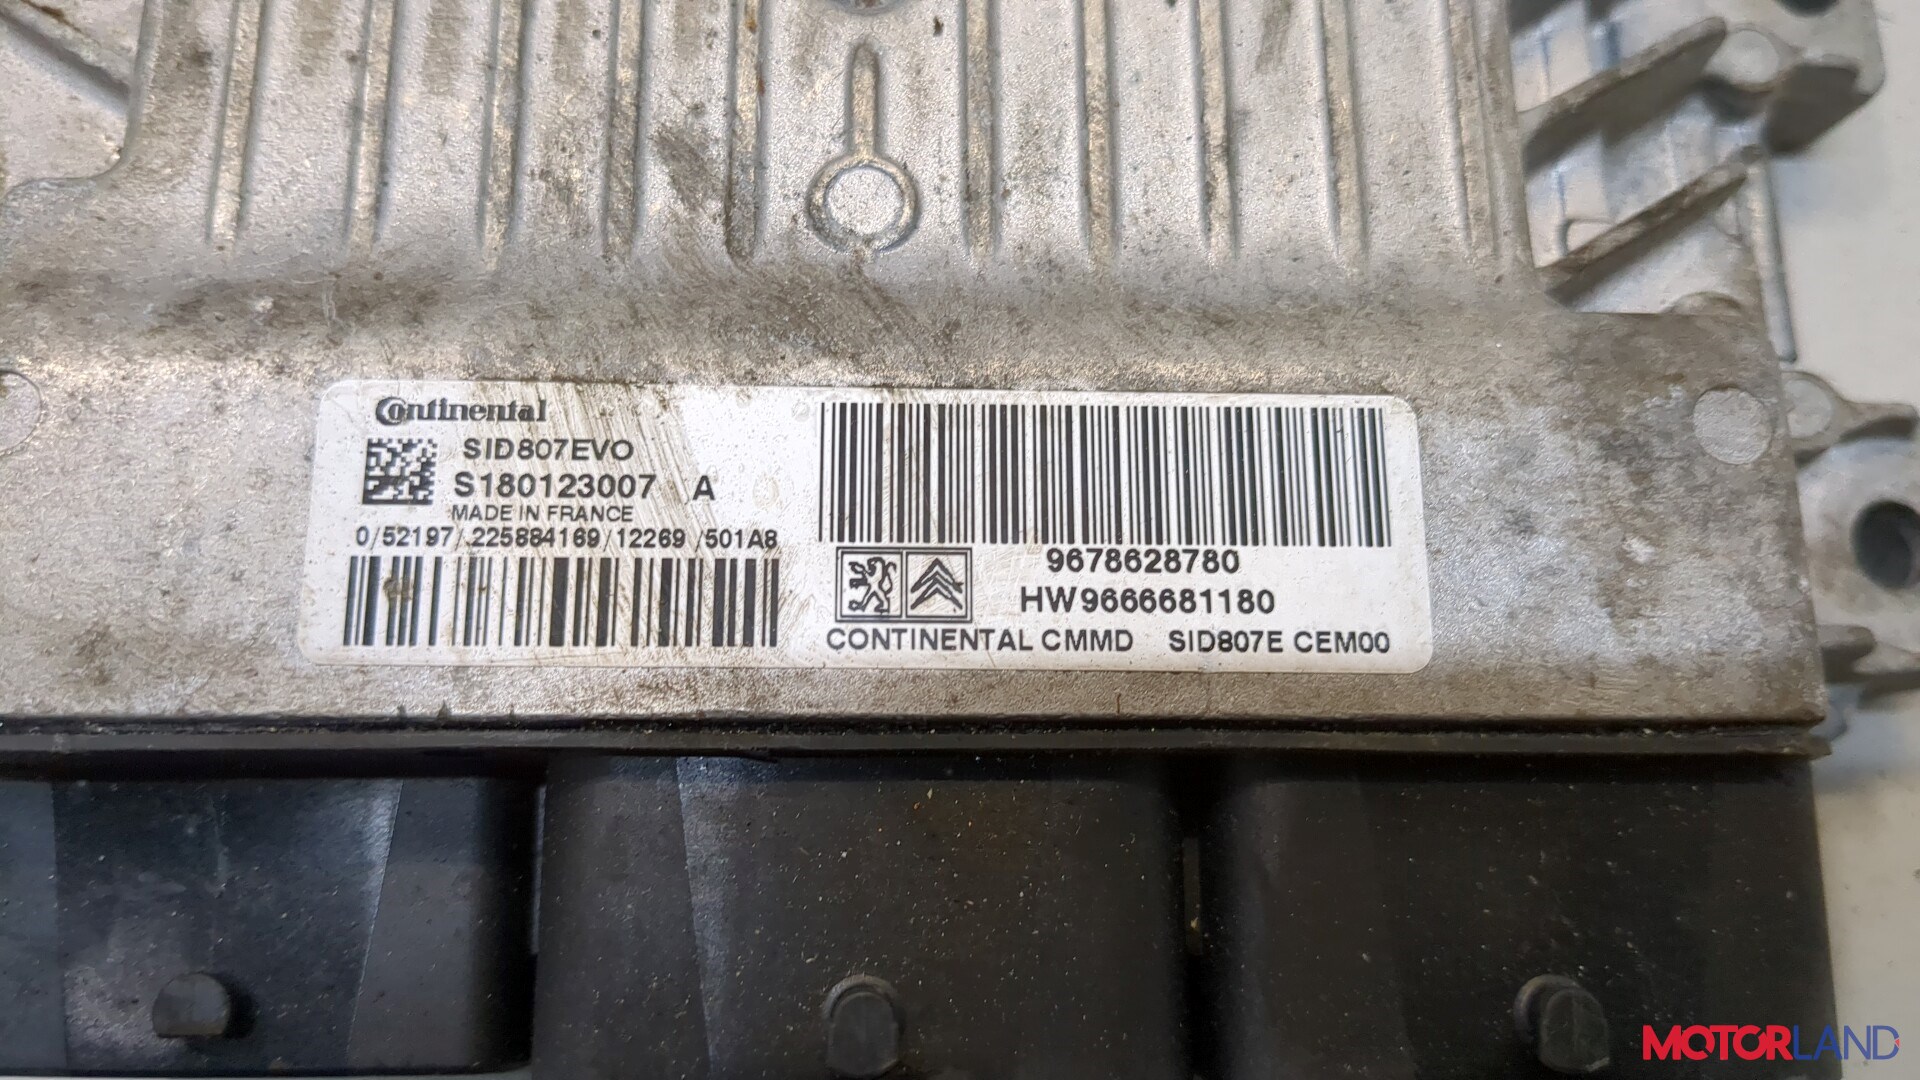 Continental
SID807EVO
S180123007 A
MADE IN FRANCE
0/52197/.225884169/12269 /501A8
9678628780
HW9666681180
CONTINENTAL CMMD SID807E CEM00
MOTORLAND